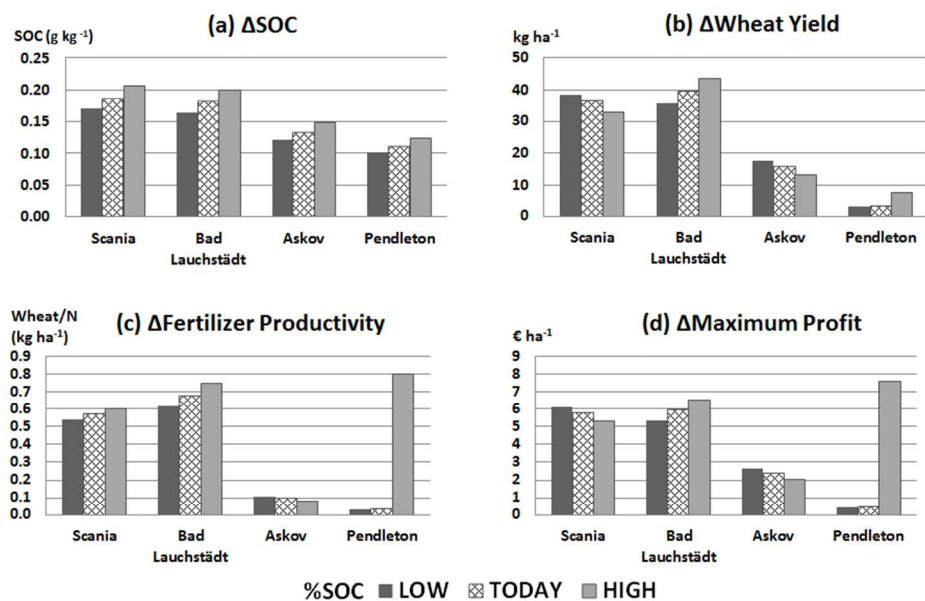 (a) ΔSOC
SOC (g kg ⁻¹)
0.25
0.20
0.15
0.10
0.05
0.00
Scania Bad Askov Pendleton
Lauchstädt
(b) ΔWheat Yield
kg ha⁻¹
50
40
30
20
10
0
Scania Bad Askov Pendleton
Lauchstädt
Wheat/N
(kg ha⁻¹)
(c) ΔFertilizer Productivity
0.9
0.8
0.7
0.6
0.5
0.4
0.3
0.2
0.1
0.0
Scania Bad Askov Pendleton
Lauchstädt
(d) ΔMaximum Profit
€ ha⁻¹
9
8
7
6
5
4
3
2
1
0
Scania Bad Askov Pendleton
Lauchstädt
%SOC LOW TODAY HIGH